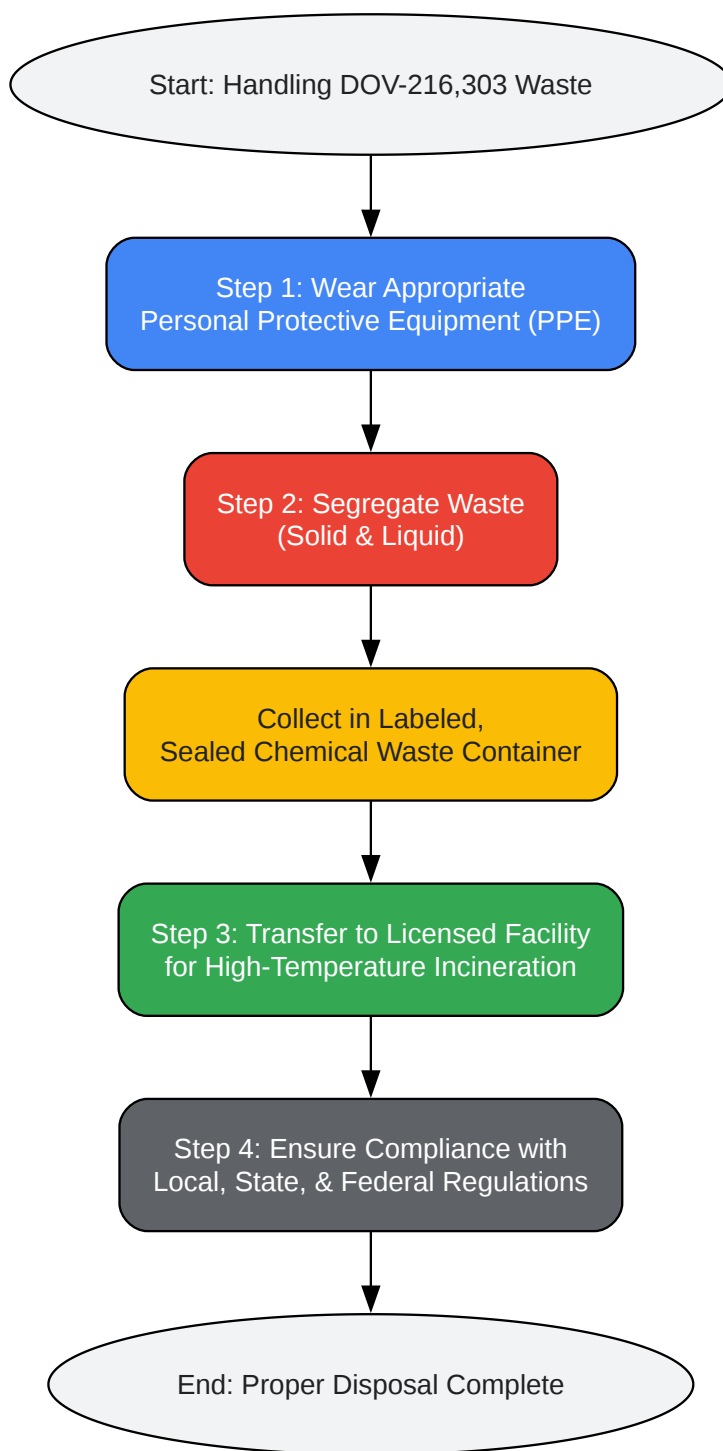 Start: Handling DOV-216,303 Waste
Step 1: Wear Appropriate
Personal Protective Equipment (PPE)
Step 2: Segregate Waste
(Solid & Liquid)
Collect in Labeled,
Sealed Chemical Waste Container
Step 3: Transfer to Licensed Facility
for High-Temperature Incineration
Step 4: Ensure Compliance with
Local, State, & Federal Regulations
End: Proper Disposal Complete